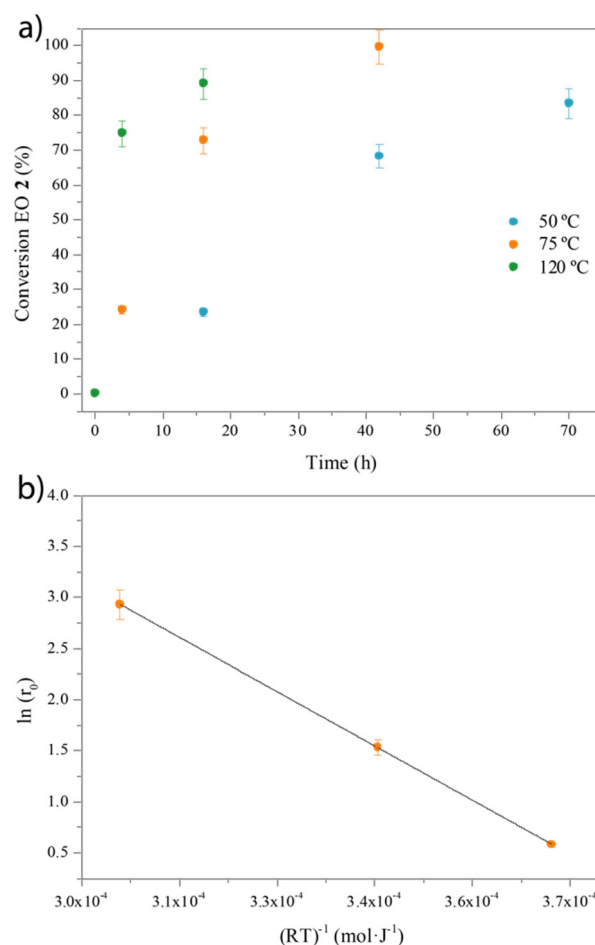 a)
100
90
80
70
60
50
40
30
20
10
0
Conversion EO 2 (%)
50 ºC
75 ºC
120 ºC
0 10 20 30 40 50 60 70
Time (h)
b)
4.0
3.5
3.0
2.5
2.0
1.5
1.0
0.5
ln (r₀)
3.0x10⁻⁴ 3.1x10⁻⁴ 3.3x10⁻⁴ 3.4x10⁻⁴ 3.6x10⁻⁴ 3.7x10⁻⁴
(RT)⁻¹ (mol·J⁻¹)